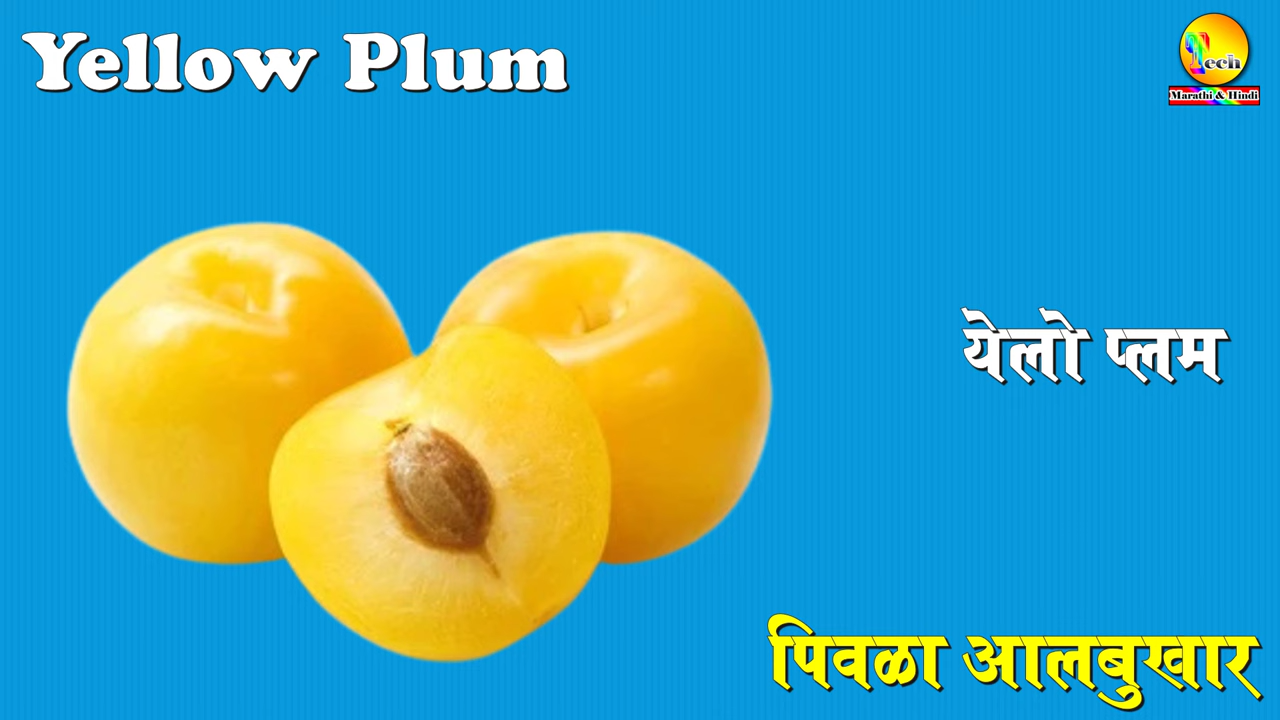 Yellow Plum
Tech
Marathi & Hindi
येलो प्लम
पिवळा आलबुखार